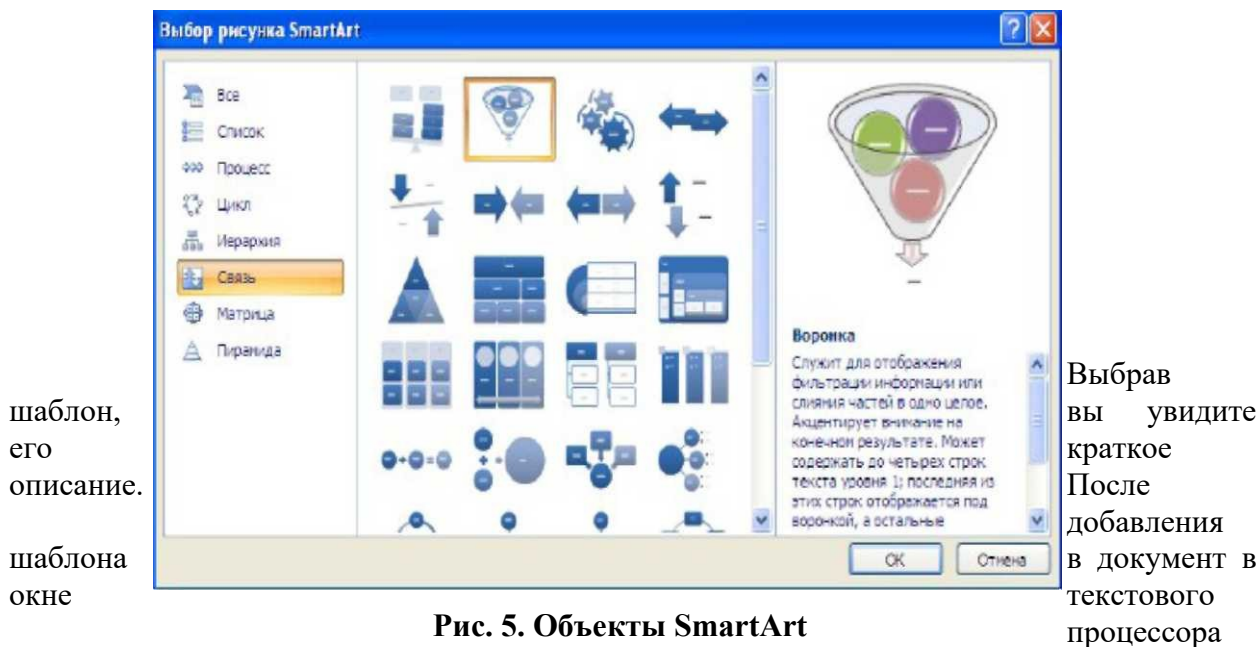 Выбор рисунка SmartArt
Все
Список
Процесс
Цикл
Иерархия
Связь
Матрица
Пирамида
Воронка
Служит для отображения
фильтрации информации или
слияния частей в одно целое.
Акцентирует внимание на
конечном результате. Может
содержать до четырех строк
текста уровня 1; последняя из
этих строк отображается под
воронкой, а остальные
ОК
Отмена
Выбрав
шаблон, вы увидите
его краткое
описание. После
добавления
шаблона в документ в
окне текстового
процессора
Рис. 5. Объекты SmartArt